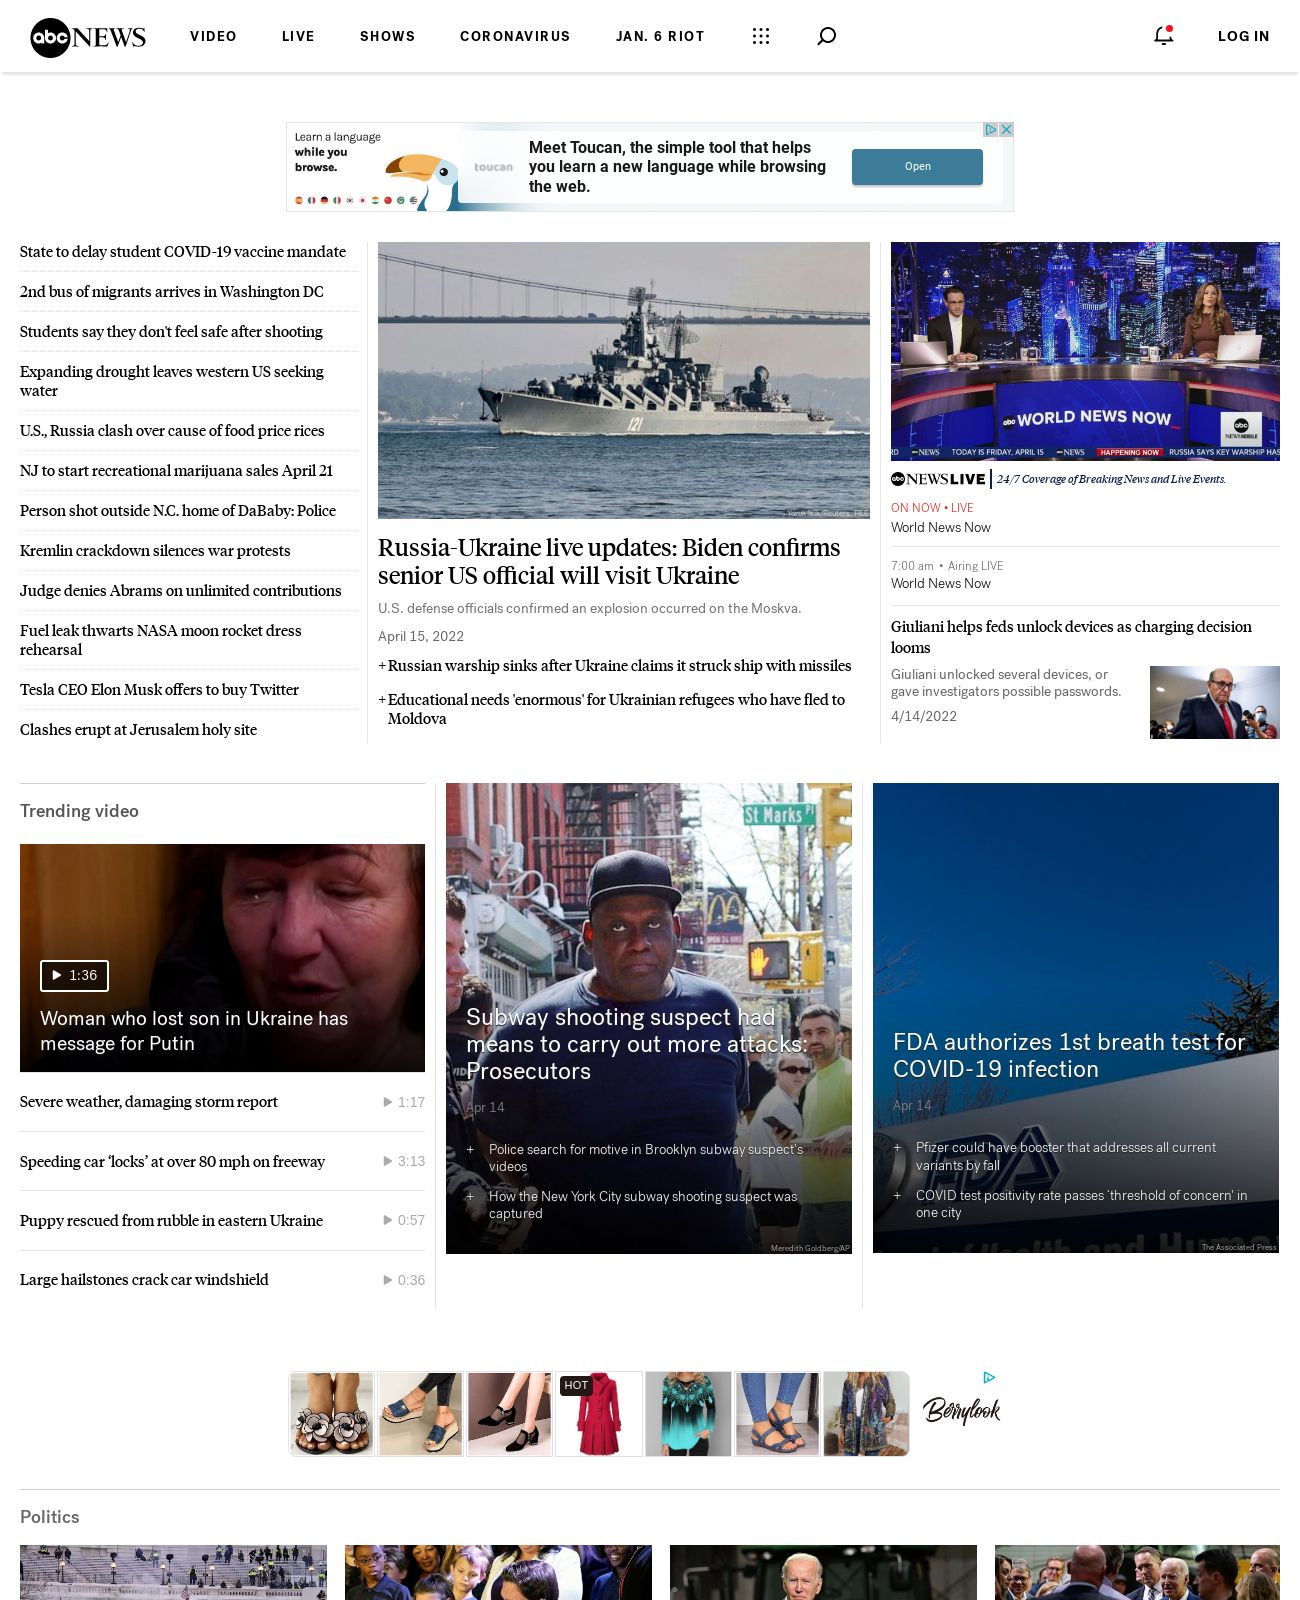 abc NEWS
VIDEO
LIVE
SHOWS
CORONAVIRUS
JAN. 6 RIOT
LOG IN
Learn a language
while you
browse.
toucan
Meet Toucan, the simple tool that helps
you learn a new language while browsing
the web.
Open
State to delay student COVID-19 vaccine mandate
2nd bus of migrants arrives in Washington DC
Students say they don't feel safe after shooting
Expanding drought leaves western US seeking
water
U.S., Russia clash over cause of food price rices
NJ to start recreational marijuana sales April 21
Person shot outside N.C. home of DaBaby: Police
Kremlin crackdown silences war protests
Judge denies Abrams on unlimited contributions
Fuel leak thwarts NASA moon rocket dress
rehearsal
Tesla CEO Elon Musk offers to buy Twitter
Clashes erupt at Jerusalem holy site
121
Yoruk Isik/Reuters, FILE
Russia-Ukraine live updates: Biden confirms
senior US official will visit Ukraine
U.S. defense officials confirmed an explosion occurred on the Moskva.
April 15, 2022
+ Russian warship sinks after Ukraine claims it struck ship with missiles
+ Educational needs 'enormous' for Ukrainian refugees who have fled to
Moldova
abc WORLD NEWS NOW
abc
NEWS MOBILE
RD abc NEWS TODAY IS FRIDAY, APRIL 15 abc NEWS HAPPENING NOW RUSSIA SAYS KEY WARSHIP HAS
abc NEWS LIVE 24/7 Coverage of Breaking News and Live Events.
ON NOW • LIVE
World News Now
7:00 am • Airing LIVE
World News Now
Giuliani helps feds unlock devices as charging decision
looms
Giuliani unlocked several devices, or
gave investigators possible passwords.
4/14/2022
Trending video
1:36
Woman who lost son in Ukraine has
message for Putin
Severe weather, damaging storm report 1:17
Speeding car ‘locks’ at over 80 mph on freeway 3:13
Puppy rescued from rubble in eastern Ukraine 0:57
Large hailstones crack car windshield 0:36
St Marks Pl
OPEN 24
Subway shooting suspect had
means to carry out more attacks:
Prosecutors
Apr 14
+ Police search for motive in Brooklyn subway suspect's
videos
+ How the New York City subway shooting suspect was
captured
Meredith Goldberg/AP
FDA authorizes 1st breath test for
COVID-19 infection
Apr 14
FDA
+ Pfizer could have booster that addresses all current
variants by fall
+ COVID test positivity rate passes 'threshold of concern' in
one city
of Health and Human
The Associated Press
HOT
Berrylook
Politics